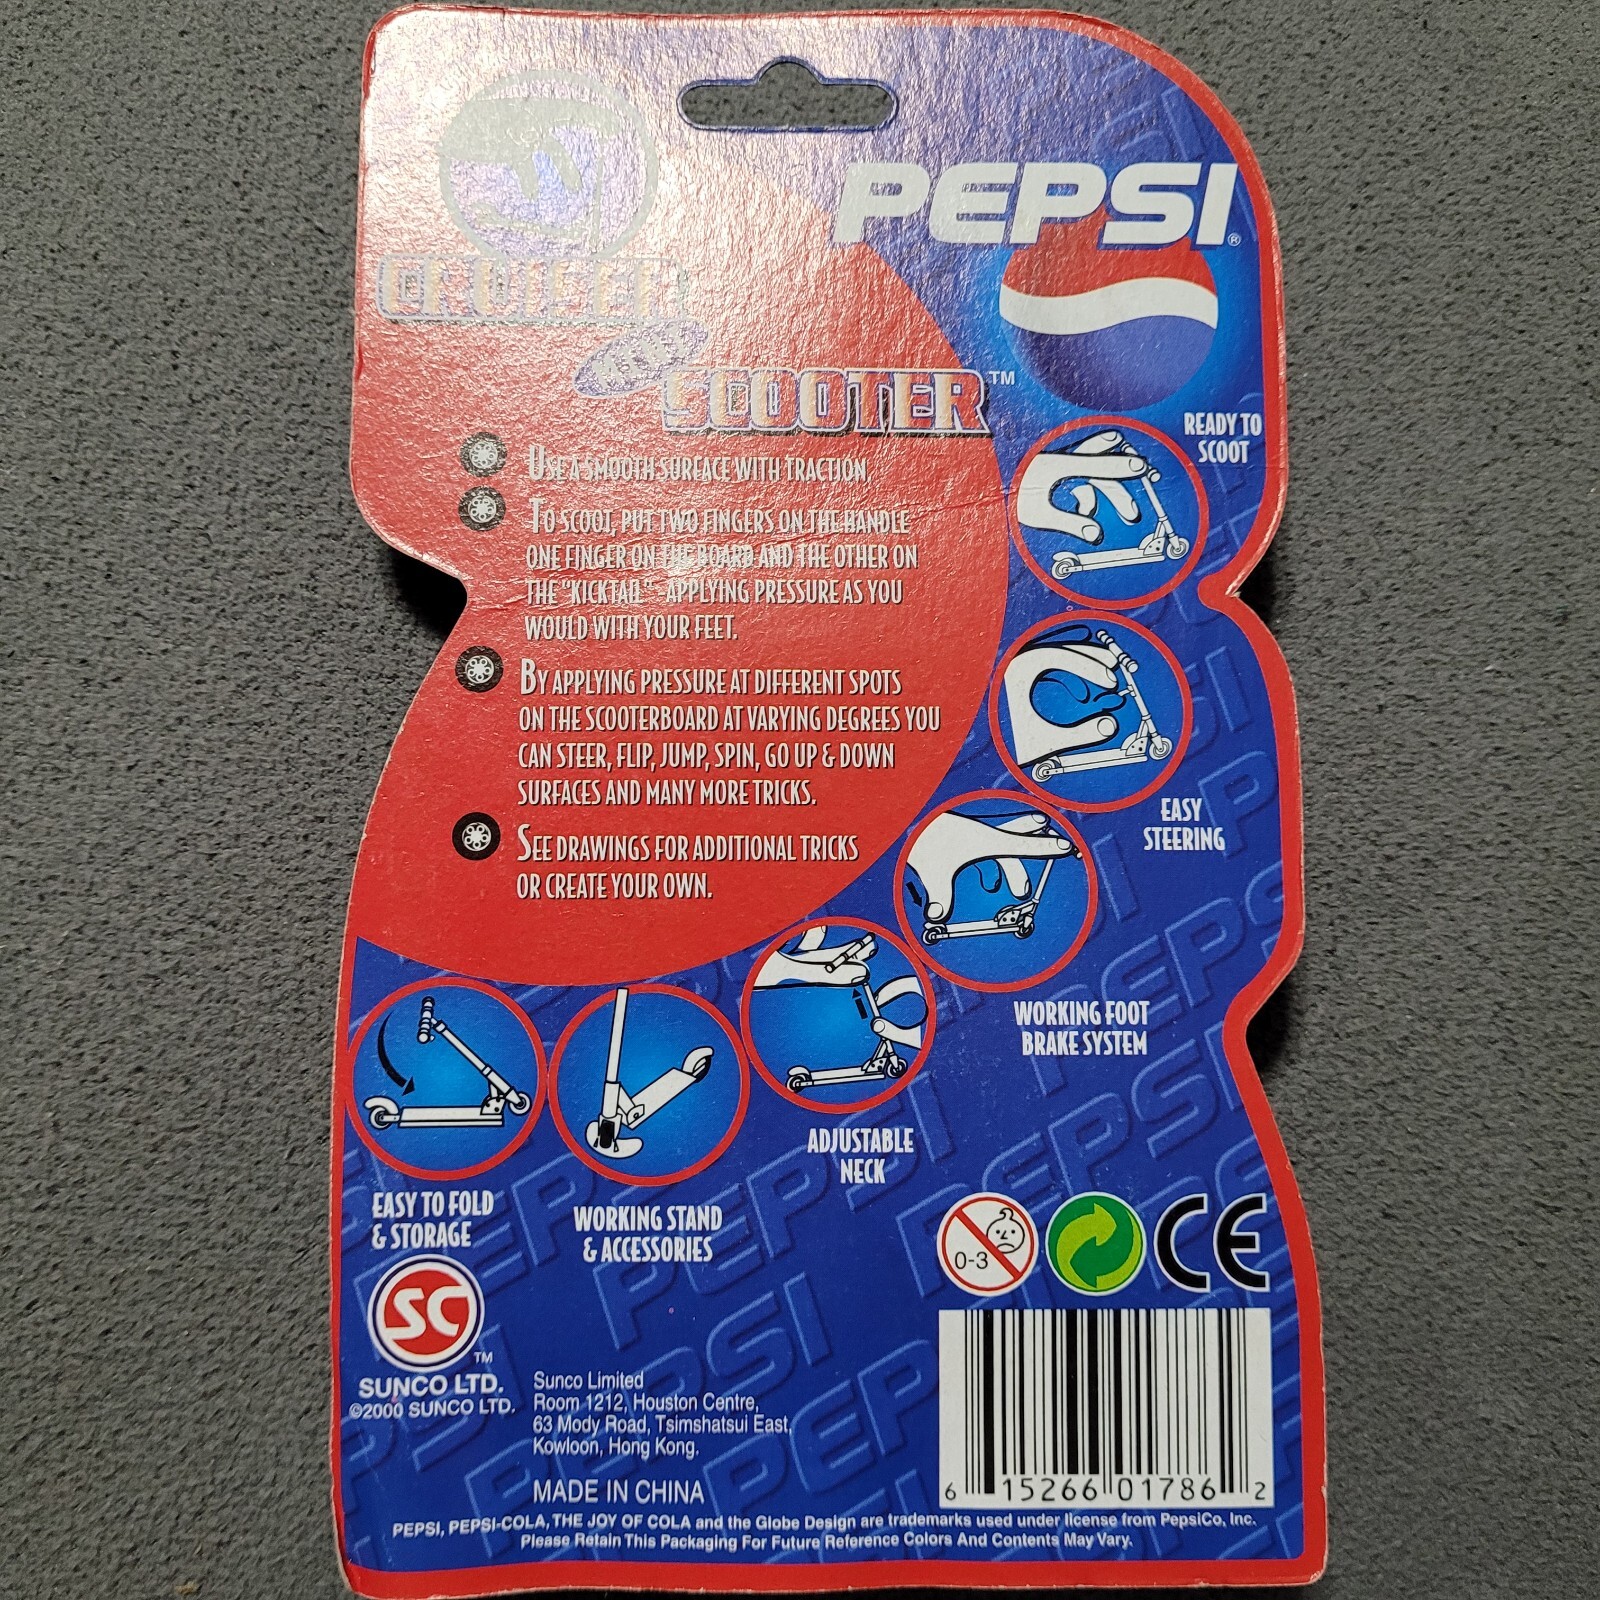 PEPSI®
CRUISER
MICRO
SCOOTER™
USE A SMOOTH SURFACE WITH TRACTION.
TO SCOOT, PUT TWO FINGERS ON THE HANDLE
ONE FINGER ON THE BOARD AND THE OTHER ON
THE "KICKTAIL" - APPLYING PRESSURE AS YOU
WOULD WITH YOUR FEET.
BY APPLYING PRESSURE AT DIFFERENT SPOTS
ON THE SCOOTERBOARD AT VARYING DEGREES YOU
CAN STEER, FLIP, JUMP, SPIN, GO UP & DOWN
SURFACES AND MANY MORE TRICKS.
SEE DRAWINGS FOR ADDITIONAL TRICKS
OR CREATE YOUR OWN.
READY TO
SCOOT
EASY
STEERING
WORKING FOOT
BRAKE SYSTEM
ADJUSTABLE
NECK
WORKING STAND
& ACCESSORIES
EASY TO FOLD
& STORAGE
0-3
CE
SC™
SUNCO LTD.
©2000 SUNCO LTD.
Sunco Limited
Room 1212, Houston Centre,
63 Mody Road, Tsimshatsui East,
Kowloon, Hong Kong.
MADE IN CHINA
6 15266 01786 2
PEPSI, PEPSI-COLA, THE JOY OF COLA and the Globe Design are trademarks used under license from PepsiCo, Inc.
Please Retain This Packaging For Future Reference Colors And Contents May Vary.